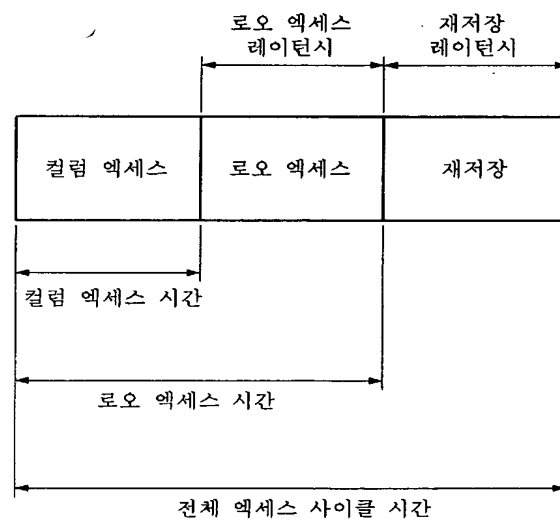 로오 엑세스
레이턴시
재저장
레이턴시
컬럼 엑세스
로오 엑세스
재저장
컬럼 엑세스 시간
로오 엑세스 시간
전체 엑세스 사이클 시간